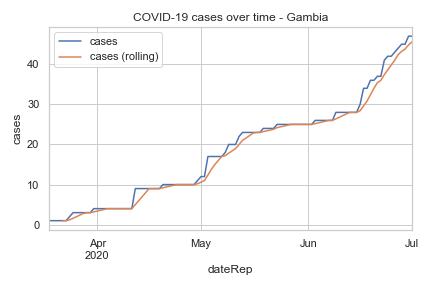 COVID-19 cases over time - Gambia
cases
cases (rolling)
cases
40
30
20
10
0
Apr
2020
May
Jun
Jul
dateRep